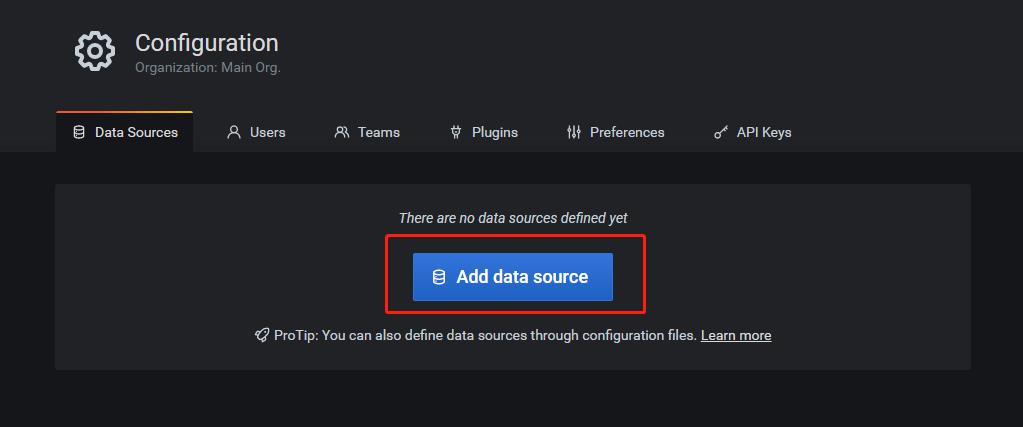 Configuration
Organization: Main Org.
Data Sources Users Teams Plugins Preferences API Keys
There are no data sources defined yet
Add data source
ProTip: You can also define data sources through configuration files. Learn more